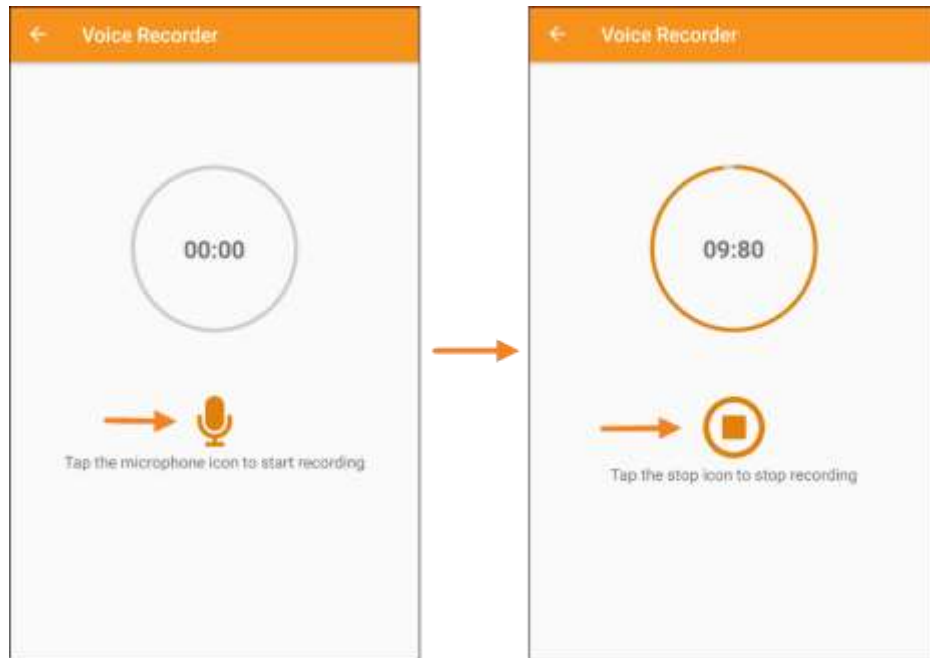 Voice Recorder
00:00
Tap the microphone icon to start recording
Voice Recorder
09:80
Tap the stop icon to stop recording